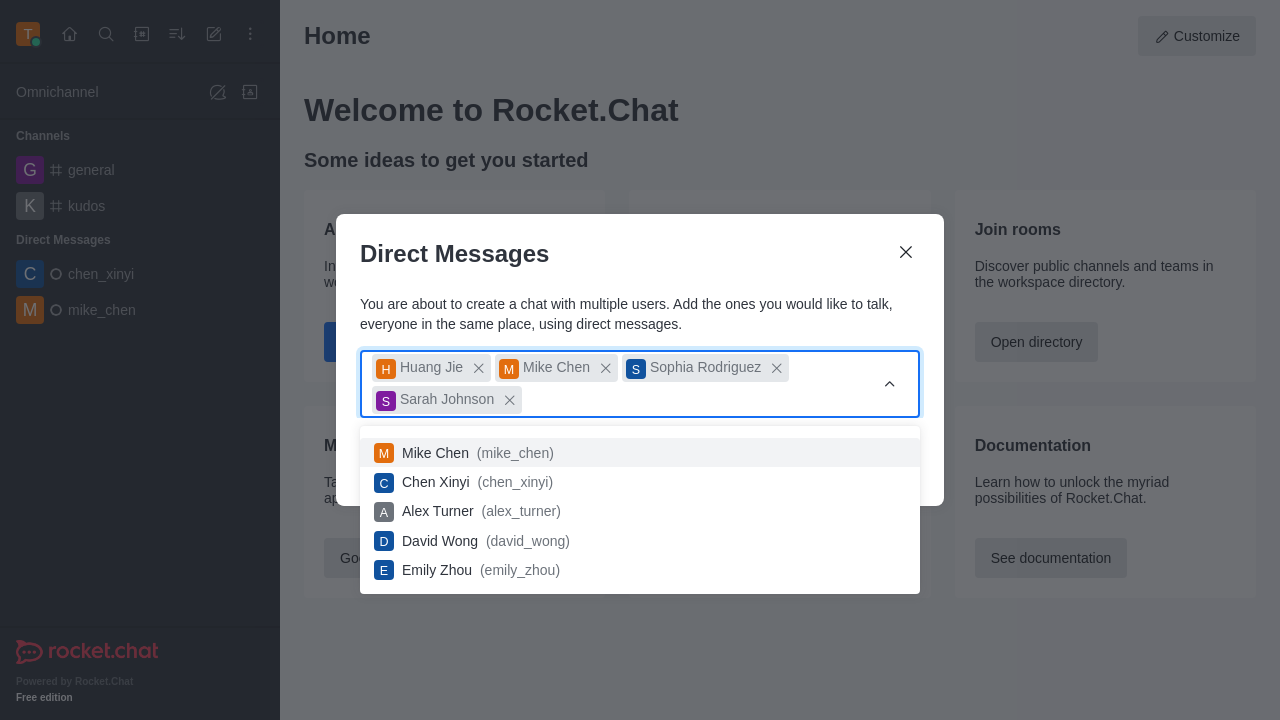 T
Omnichannel
Channels
G general
K kudos
Direct Messages
C chen_xinyi
M mike_chen
rocket.chat
Powered by Rocket.Chat
Free edition
Home
Customize
Welcome to Rocket.Chat
Some ideas to get you started
A
In
Join rooms
Discover public channels and teams in
the workspace directory.
Open directory
Direct Messages
You are about to create a chat with multiple users. Add the ones you would like to talk,
everyone in the same place, using direct messages.
H Huang Jie
M Mike Chen
S Sophia Rodriguez
S Sarah Johnson
M Mike Chen (mike_chen)
C Chen Xinyi (chen_xinyi)
A Alex Turner (alex_turner)
D David Wong (david_wong)
E Emily Zhou (emily_zhou)
M
Documentation
Learn how to unlock the myriad
possibilities of Rocket.Chat.
See documentation